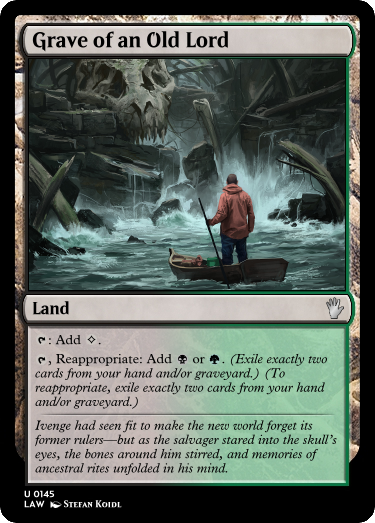 Grave of an Old Lord
Land
: Add .
, Reappropriate: Add or . (Exile exactly two
cards from your hand and/or graveyard.) (To
reappropriate, exile exactly two cards from your hand
and/or graveyard.)
Ivenge had seen fit to make the new world forget its
former rulers—but as the salvager stared into the skull's
eyes, the bones around him stirred, and memories of
ancestral rites unfolded in his mind.
U 0145
LAW Stefan Koidl